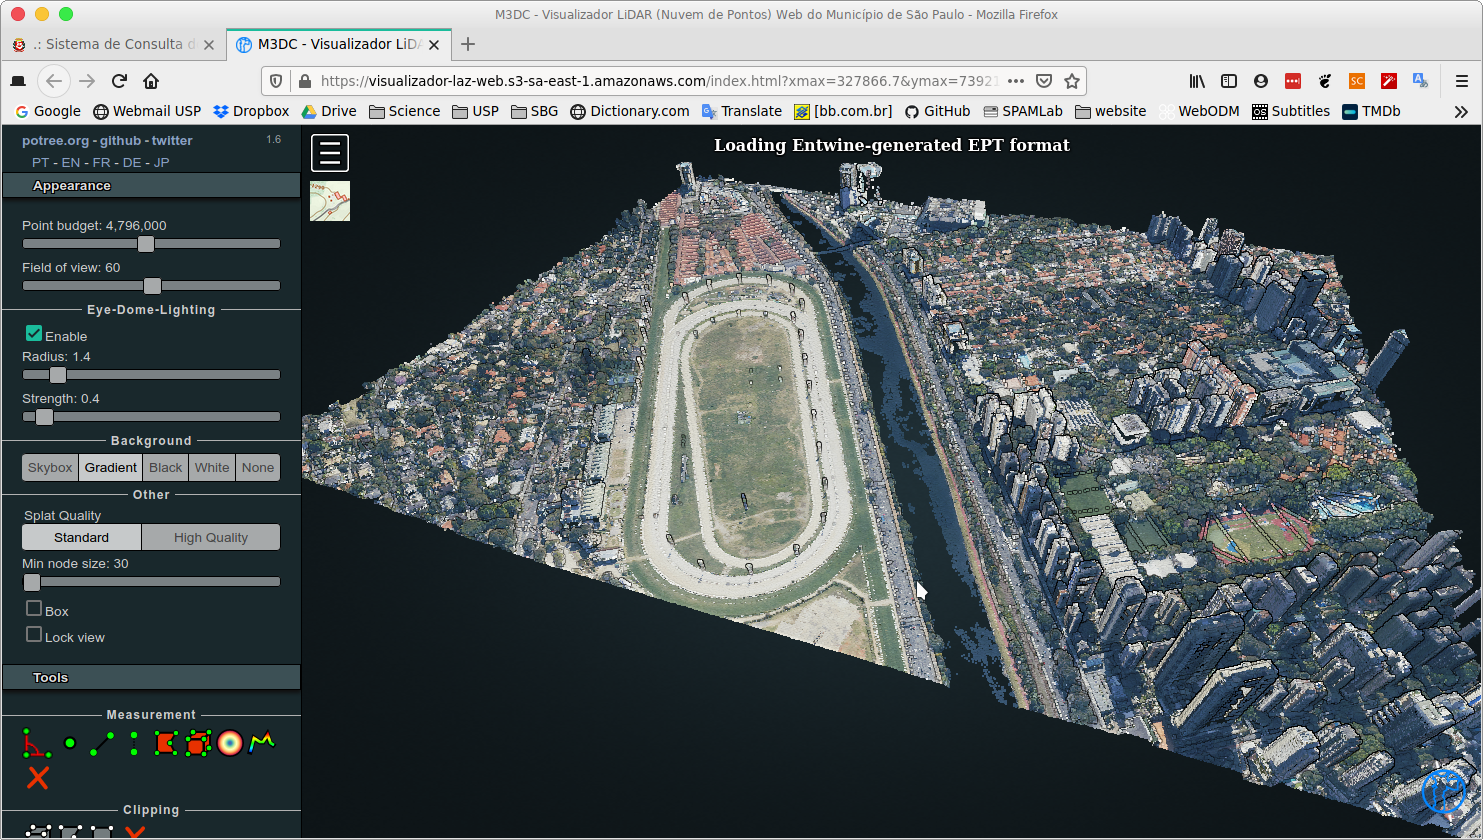 M3DC - Visualizador LiDAR (Nuvem de Pontos) Web do Município de São Paulo - Mozilla Firefox
.: Sistema de Consulta d
M3DC - Visualizador LiDA
https://visualizador-laz-web.s3-sa-east-1.amazonaws.com/index.html?xmax=327866.7&ymax=73921
SC
Google Webmail USP Dropbox Drive Science USP SBG Dictionary.com Translate [bb.com.br] GitHub SPAMLab website WebODM Subtitles TMDb
potree.org - github - twitter 1.6
PT - EN - FR - DE - JP
Appearance
Loading Entwine-generated EPT format
Point budget: 4,796,000
Field of view: 60
Eye-Dome-Lighting
Enable
Radius: 1.4
Strength: 0.4
Background
Skybox Gradient Black White None
Other
Splat Quality
Standard High Quality
Min node size: 30
Box
Lock view
Tools
Measurement
Clipping